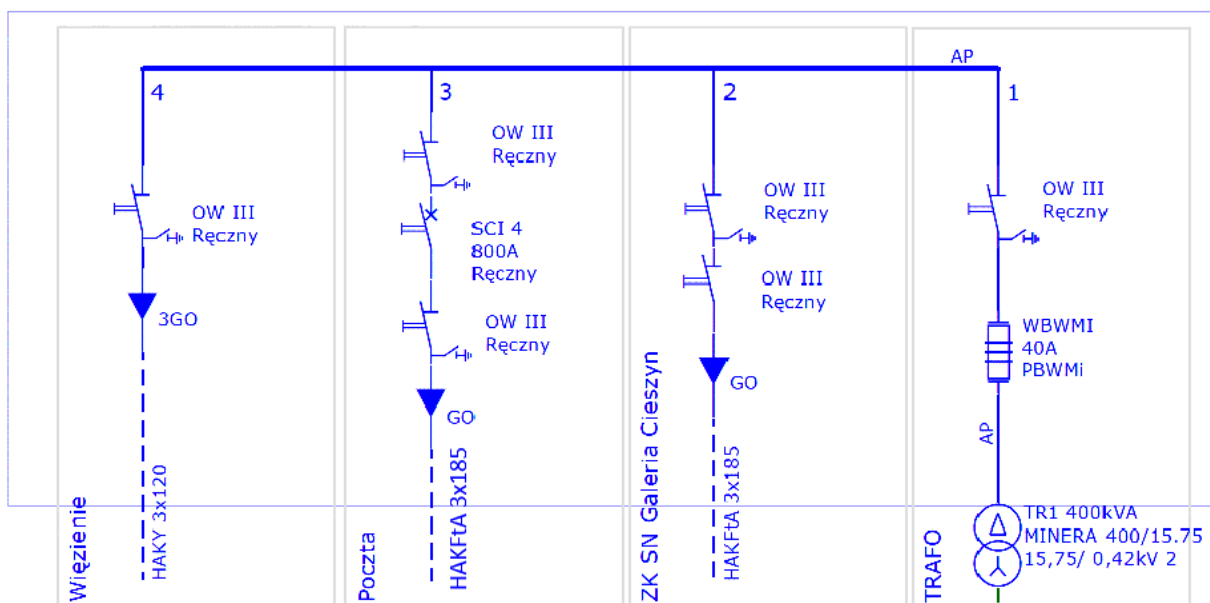 AP
4
3
2
1
OW III
Ręczny
3GO
HAKY 3x120
Więzienie
OW III
Ręczny
SCI 4
800A
Ręczny
OW III
Ręczny
GO
HAKFtA 3x185
Poczta
OW III
Ręczny
OW III
Ręczny
GO
HAKFtA 3x185
ZK SN Galeria Cieszyn
OW III
Ręczny
WBWMI
40A
PBWMi
AP
TR1 400kVA
MINERA 400/15.75
15,75/ 0,42kV 2
TRAFO